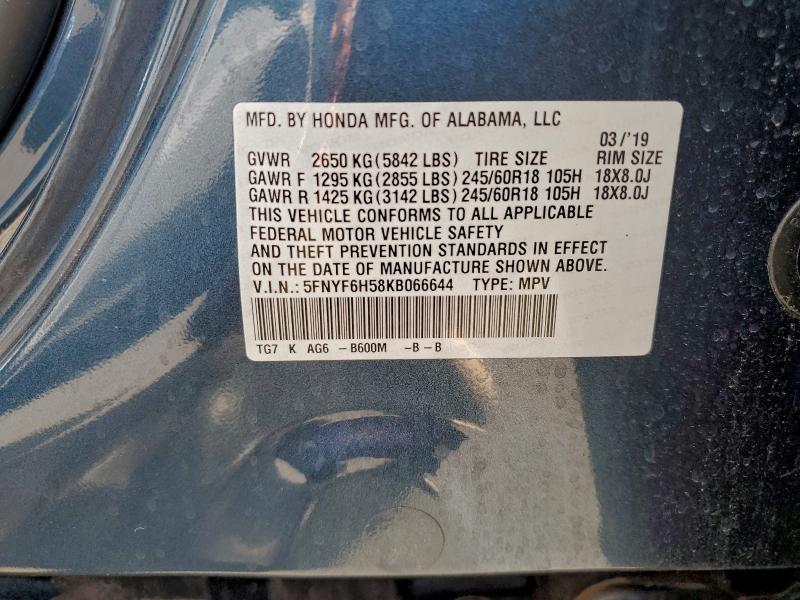 MFD. BY HONDA MFG. OF ALABAMA, LLC
03/'19
GVWR 2650 KG (5842 LBS) TIRE SIZE RIM SIZE
GAWR F 1295 KG (2855 LBS) 245/60R18 105H 18X8.0J
GAWR R 1425 KG (3142 LBS) 245/60R18 105H 18X8.0J
THIS VEHICLE CONFORMS TO ALL APPLICABLE
FEDERAL MOTOR VEHICLE SAFETY
AND THEFT PREVENTION STANDARDS IN EFFECT
ON THE DATE OF MANUFACTURE SHOWN ABOVE.
V.I.N.: 5FNYF6H58KB066644 TYPE: MPV
TG7 K AG6 -B600M -B -B